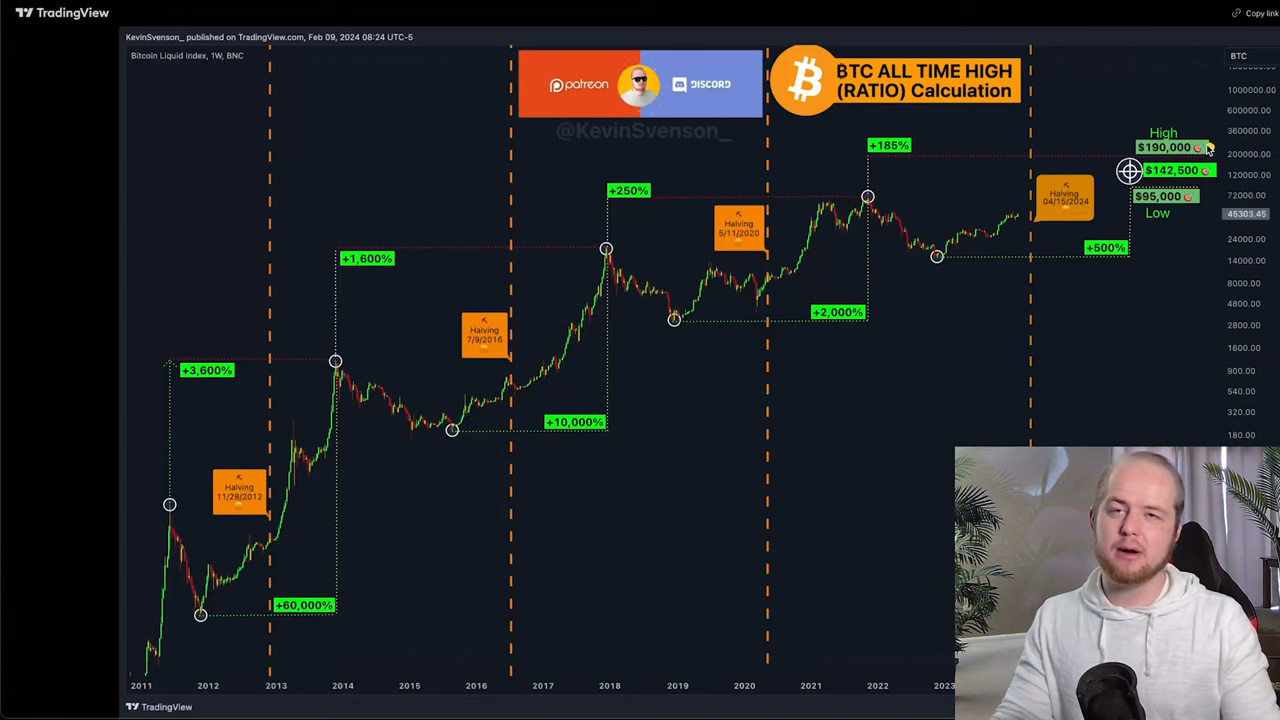 TradingView
Copy link
KevinSvenson_ published on TradingView.com, Feb 09, 2024 08:24 UTC-5
Bitcoin Liquid Index, 1W, BNC
patreon
DISCORD
BTC ALL TIME HIGH
(RATIO) Calculation
@KevinSvenson_
BTC
1000000.00
600000.00
360000.00
200000.00
120000.00
72000.00
45303.45
24000.00
14000.00
8000.00
4800.00
2800.00
1600.00
900.00
540.00
320.00
180.00
High
$190,000
$142,500
$95,000
Low
+185%
+250%
+1,600%
+3,600%
+500%
+2,000%
+10,000%
+60,000%
Halving
04/15/2024
Halving
5/11/2020
Halving
7/9/2016
Halving
11/28/2012
2011
2012
2013
2014
2015
2016
2017
2018
2019
2020
2021
2022
2023
TradingView